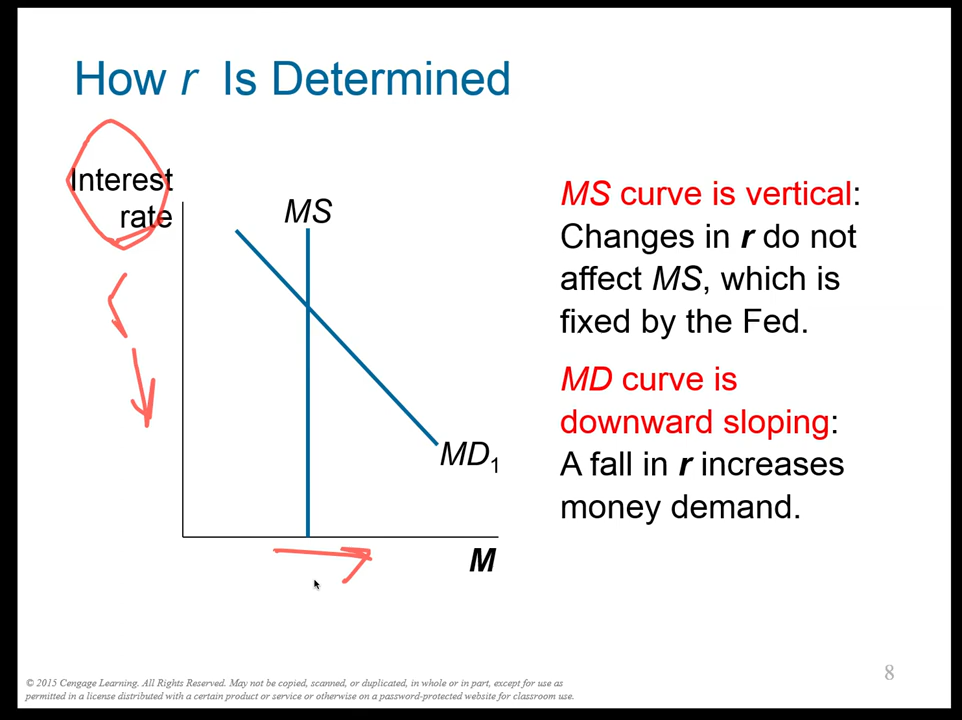 How r Is Determined
Interest
rate
MS
MD1
M
MS curve is vertical:
Changes in r do not
affect MS, which is
fixed by the Fed.
MD curve is
downward sloping:
A fall in r increases
money demand.
8
© 2015 Cengage Learning. All Rights Reserved. May not be copied, scanned, or duplicated, in whole or in part, except for use as
permitted in a license distributed with a certain product or service or otherwise on a password-protected website for classroom use.